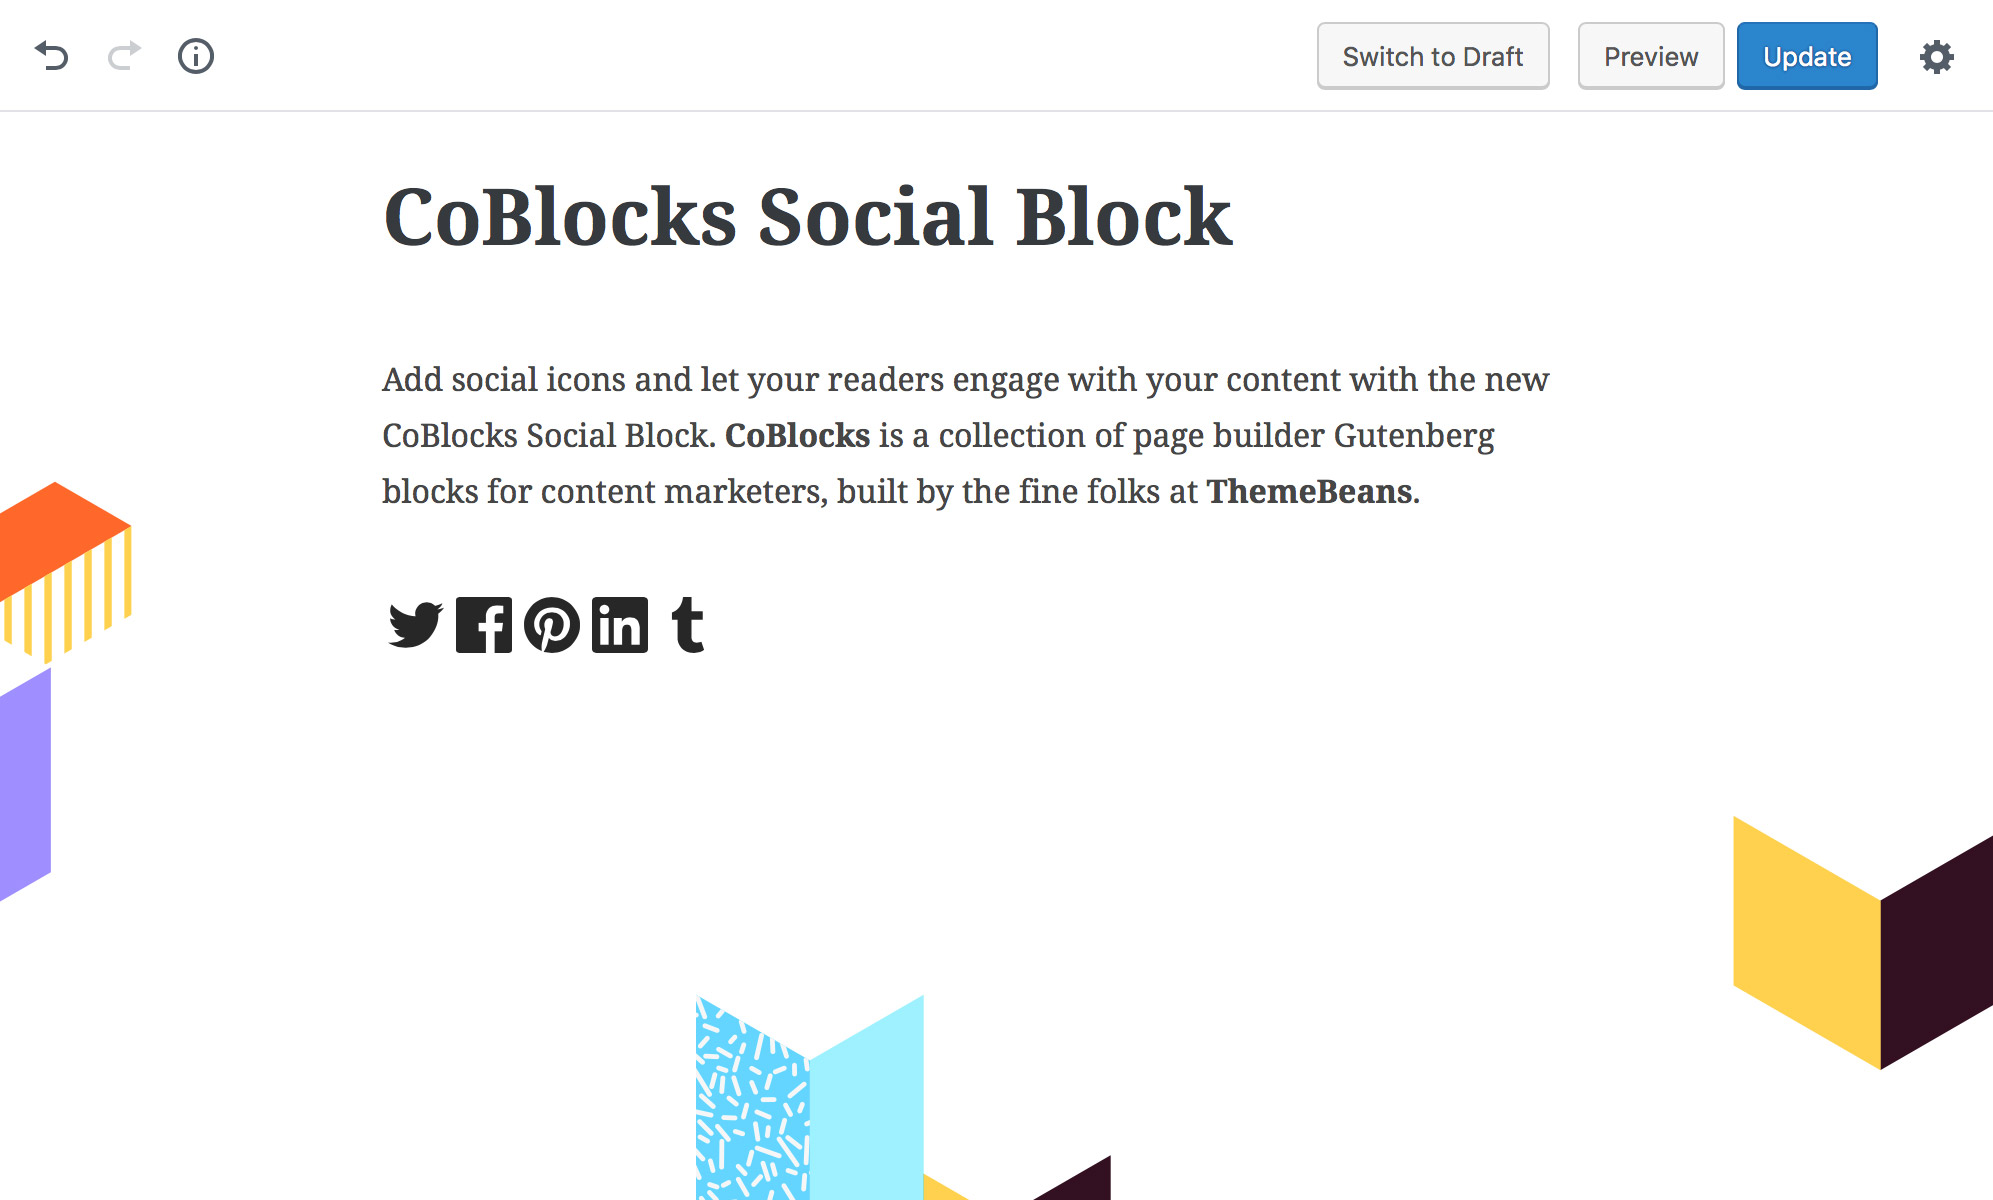 Switch to Draft
Preview
Update
CoBlocks Social Block
Add social icons and let your readers engage with your content with the new
CoBlocks Social Block. CoBlocks is a collection of page builder Gutenberg
blocks for content marketers, built by the fine folks at ThemeBeans.